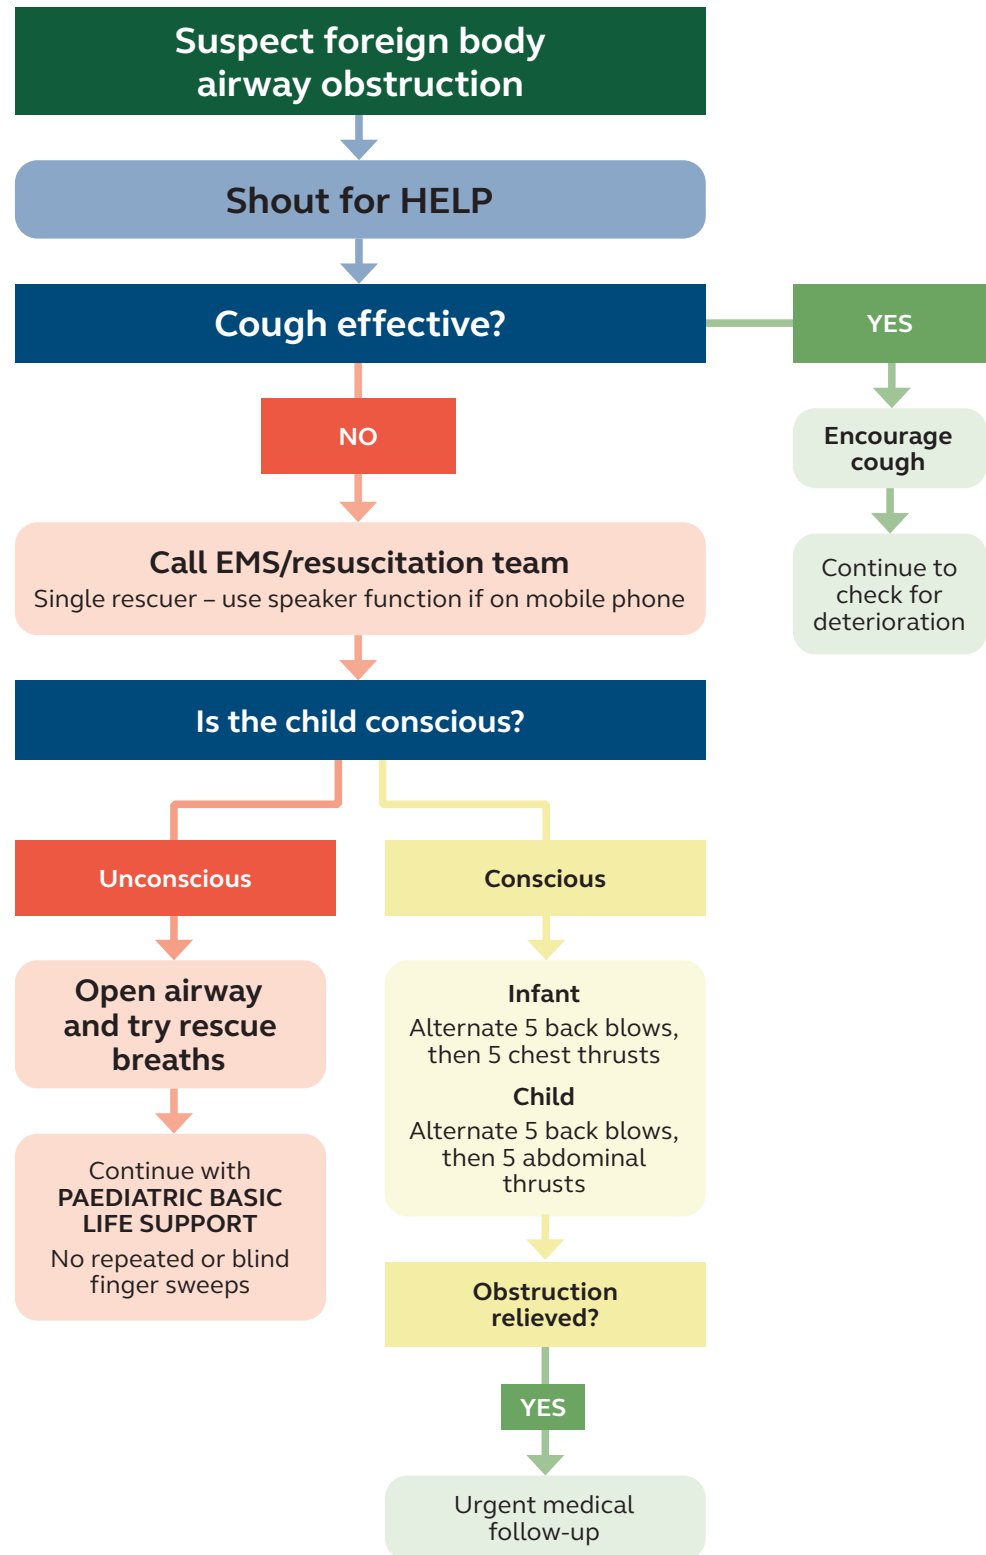 Suspect foreign body
airway obstruction
Shout for HELP
Cough effective?
YES
Encourage
cough
Continue to
check for
deterioration
NO
Call EMS/resuscitation team
Single rescuer – use speaker function if on mobile phone
Is the child conscious?
Unconscious
Open airway
and try rescue
breaths
Continue with
PAEDIATRIC BASIC
LIFE SUPPORT
No repeated or blind
finger sweeps
Conscious
Infant
Alternate 5 back blows,
then 5 chest thrusts
Child
Alternate 5 back blows,
then 5 abdominal
thrusts
Obstruction
relieved?
YES
Urgent medical
follow-up